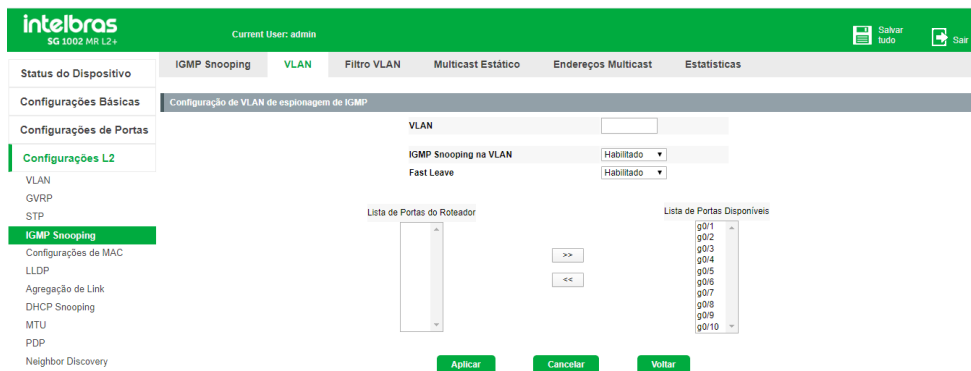 intelbras
SG 1002 MR L2+
Current User: admin
Salvar tudo
Sair
Status do Dispositivo
Configurações Básicas
Configurações de Portas
Configurações L2
VLAN
GVRP
STP
IGMP Snooping
Configurações de MAC
LLDP
Agregação de Link
DHCP Snooping
MTU
PDP
Neighbor Discovery
IGMP Snooping VLAN Filtro VLAN Multicast Estático Endereços Multicast Estatísticas
Configuração de VLAN de espionagem de IGMP
VLAN
IGMP Snooping na VLAN Habilitado
Fast Leave Habilitado
Lista de Portas do Roteador
>>
<<
Lista de Portas Disponíveis
g0/1
g0/2
g0/3
g0/4
g0/5
g0/6
g0/7
g0/8
g0/9
g0/10
Aplicar Cancelar Voltar